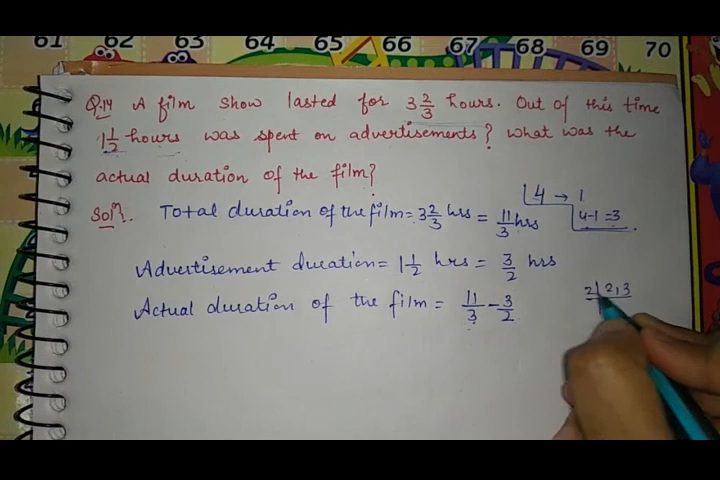 61 62 63 64 65 66 67 68 69 70
Q.14 A film show lasted for 3 2/3 hours. Out of this time
1 1/2 hours was spent on advertisements? What was the
actual duration of the film?
4 → 1
4-1=3
Solⁿ. Total duration of the film = 3 2/3 hrs = 11/3 hrs
Advertisement duration = 1 1/2 hrs = 3/2 hrs
2 | 2,3
Actual duration of the film = 11/3 - 3/2